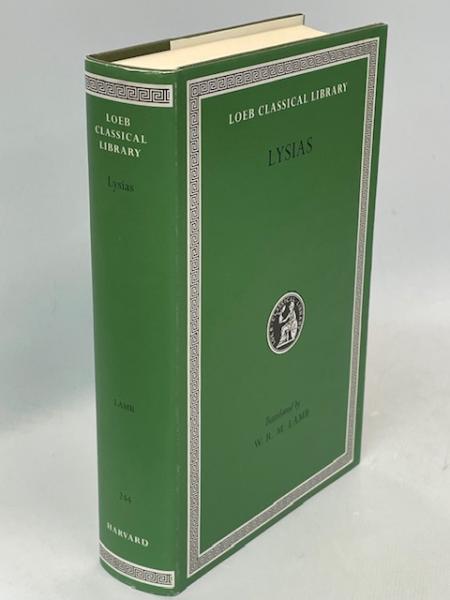 LOEB
CLASSICAL
LIBRARY
Lysias
LAMB
244
HARVARD
LOEB CLASSICAL LIBRARY
LYSIAS
Translated by
W. R. M. LAMB